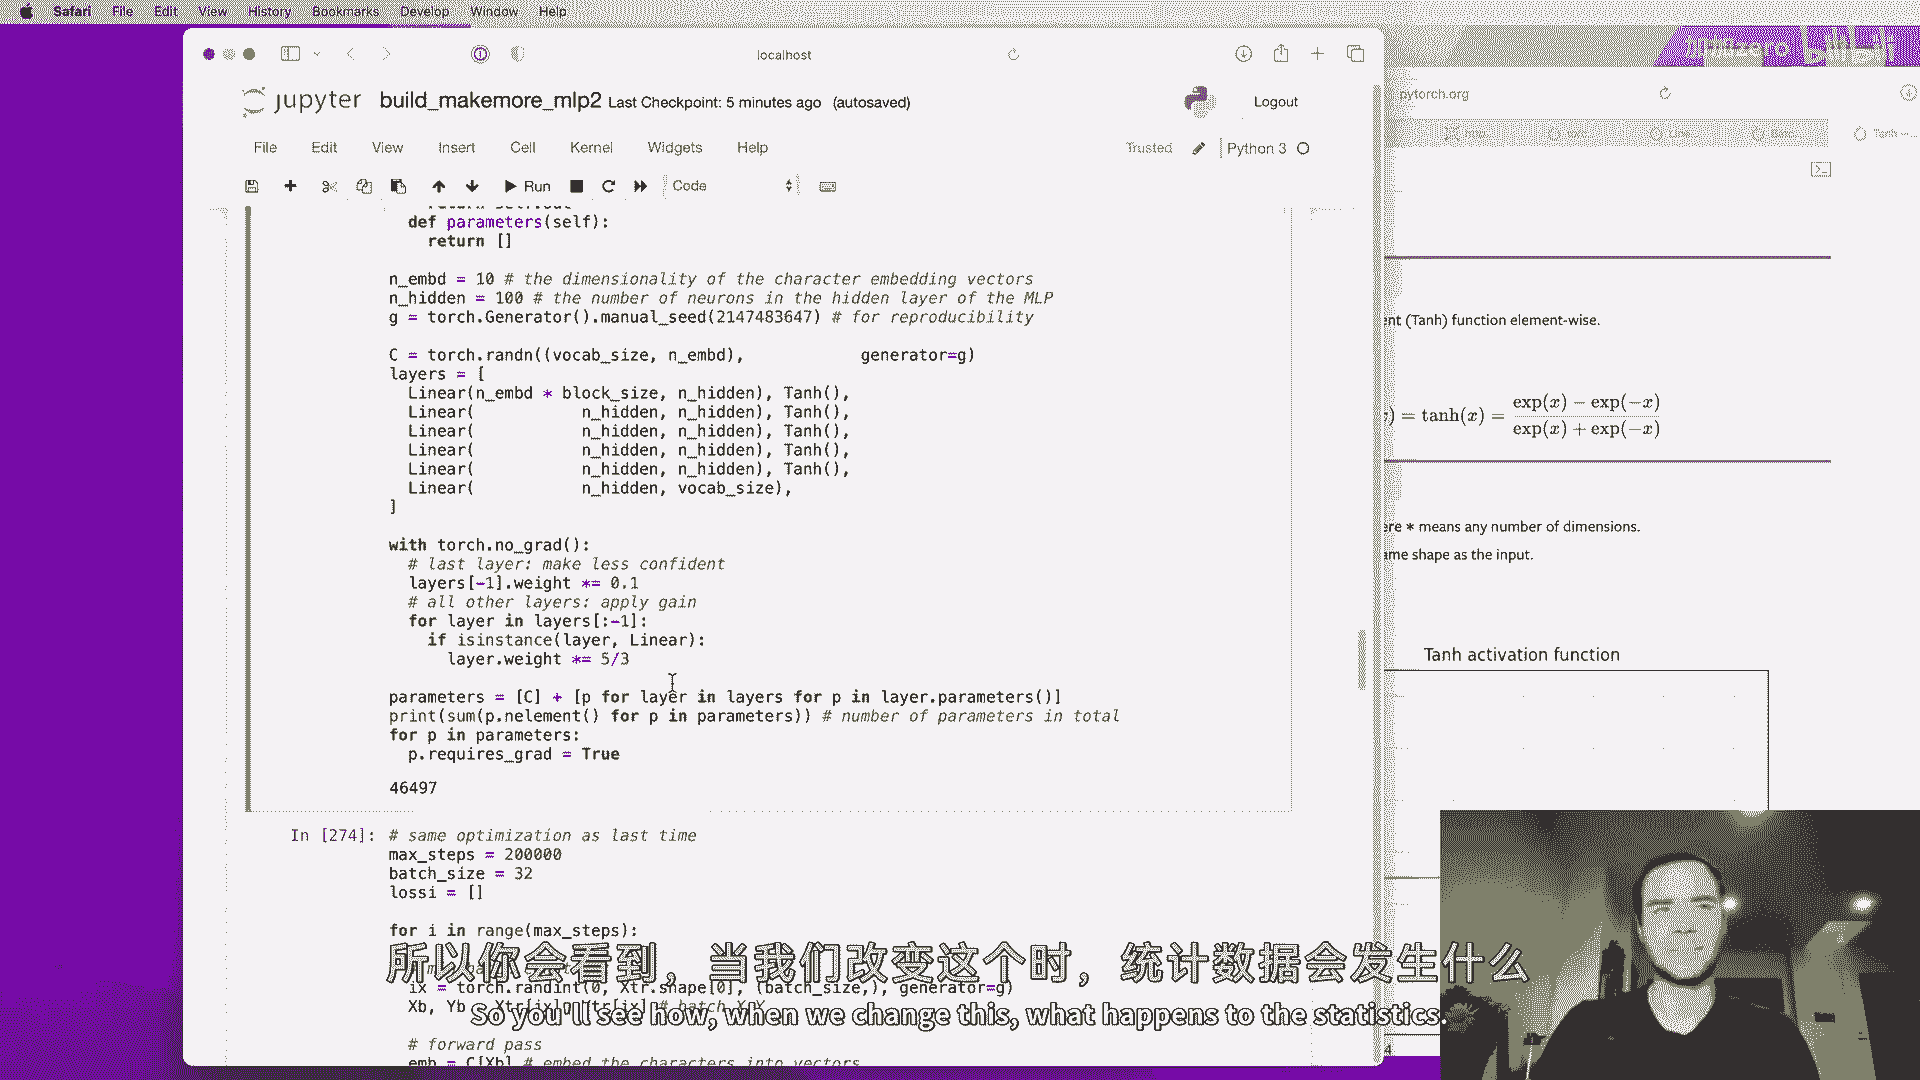 Safari File Edit View History Bookmarks Develop Window Help
localhost
jupyter build_makemore_mlp2 Last Checkpoint: 5 minutes ago (autosaved)
Logout
File Edit View Insert Cell Kernel Widgets Help
Trusted
Python 3
Run
Code
def parameters(self):
return []
n_embd = 10 # the dimensionality of the character embedding vectors
n_hidden = 100 # the number of neurons in the hidden layer of the MLP
g = torch.Generator().manual_seed(2147483647) # for reproducibility
C = torch.randn((vocab_size, n_embd), generator=g)
layers = [
Linear(n_embd * block_size, n_hidden), Tanh(),
Linear( n_hidden, n_hidden), Tanh(),
Linear( n_hidden, n_hidden), Tanh(),
Linear( n_hidden, n_hidden), Tanh(),
Linear( n_hidden, n_hidden), Tanh(),
Linear( n_hidden, vocab_size),
]
with torch.no_grad():
# last layer: make less confident
layers[-1].weight *= 0.1
# all other layers: apply gain
for layer in layers[:-1]:
if isinstance(layer, Linear):
layer.weight *= 5/3
parameters = [C] + [p for layer in layers for p in layer.parameters()]
print(sum(p.nelement() for p in parameters)) # number of parameters in total
for p in parameters:
p.requires_grad = True
46497
In [274]: # same optimization as last time
max_steps = 200000
batch_size = 32
lossi = []
for i in range(max_steps):
ix = torch.randint(0, Xtr.shape[0], (batch_size,), generator=g)
Xb, Yb
# forward pass
emb = C[Xb] # embed the characters into vectors
所以你会看到，当我们改变这个时，统计数据会发生什么
So you'll see how, when we change this, what happens to the statistics.
pytorch.org
Tanh
(Tanh) function element-wise.
) = tanh(x) = exp(x) − exp(−x) / exp(x) + exp(−x)
∗ means any number of dimensions.
shape as the input.
Tanh activation function